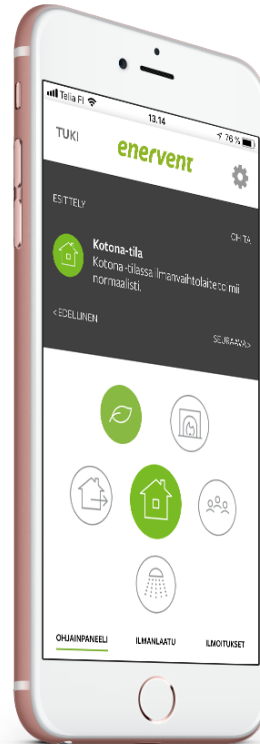 Telia FI
13.14
76 %
TUKI
enervent
ESITTELY
OHITA
Kotona-tila
Kotona-tilassa ilmanvaihtolaite toimii
normaalisti.
< EDELLINEN
SEURAAVA >
OHJAINPANEELI
ILMANLAATU
ILMOITUKSET